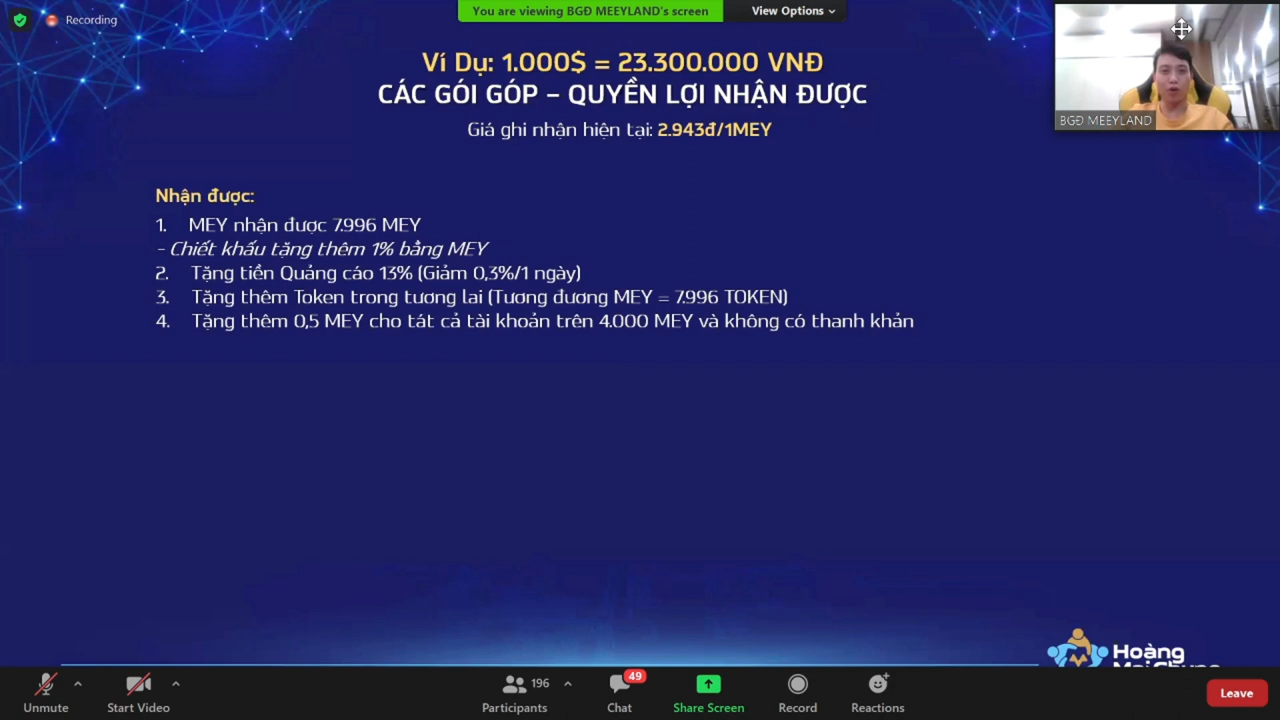 Recording
You are viewing BGĐ MEEYLAND's screen
View Options
Ví Dụ: 1.000$ = 23.300.000 VNĐ
CÁC GÓI GÓP – QUYỀN LỢI NHẬN ĐƯỢC
Giá ghi nhận hiện tại: 2.943đ/1MEY
BGĐ MEEYLAND
Nhận được:
1. MEY nhận được 7.996 MEY
- Chiết khấu tặng thêm 1% bằng MEY
2. Tặng tiền Quảng cáo 13% (Giảm 0,3%/1 ngày)
3. Tặng thêm Token trong tương lai (Tương đương MEY = 7.996 TOKEN)
4. Tặng thêm 0,5 MEY cho tát cả tài khoản trên 4.000 MEY và không có thanh khản
Hoàng
Unmute
Start Video
196
Participants
49
Chat
Share Screen
Record
Reactions
Leave